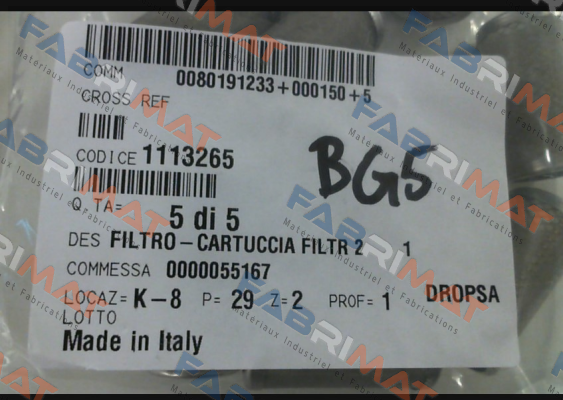 COMM 0080191233+000150+5
CROSS REF
CODICE 1113265
BG5
Q.TA= 5 di 5
DES FILTRO-CARTUCCIA FILTR 2 1
COMMESSA 0000055167
LOCAZ= K-8 P= 29 Z=2 PROF= 1 DROPSA
LOTTO
Made in Italy
FABRIMAT
Materiaux Industriel et Fabrications